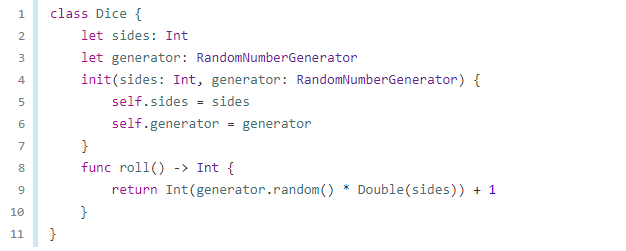 1 class Dice {
2     let sides: Int
3     let generator: RandomNumberGenerator
4     init(sides: Int, generator: RandomNumberGenerator) {
5         self.sides = sides
6         self.generator = generator
7     }
8     func roll() -> Int {
9         return Int(generator.random() * Double(sides)) + 1
10     }
11 }